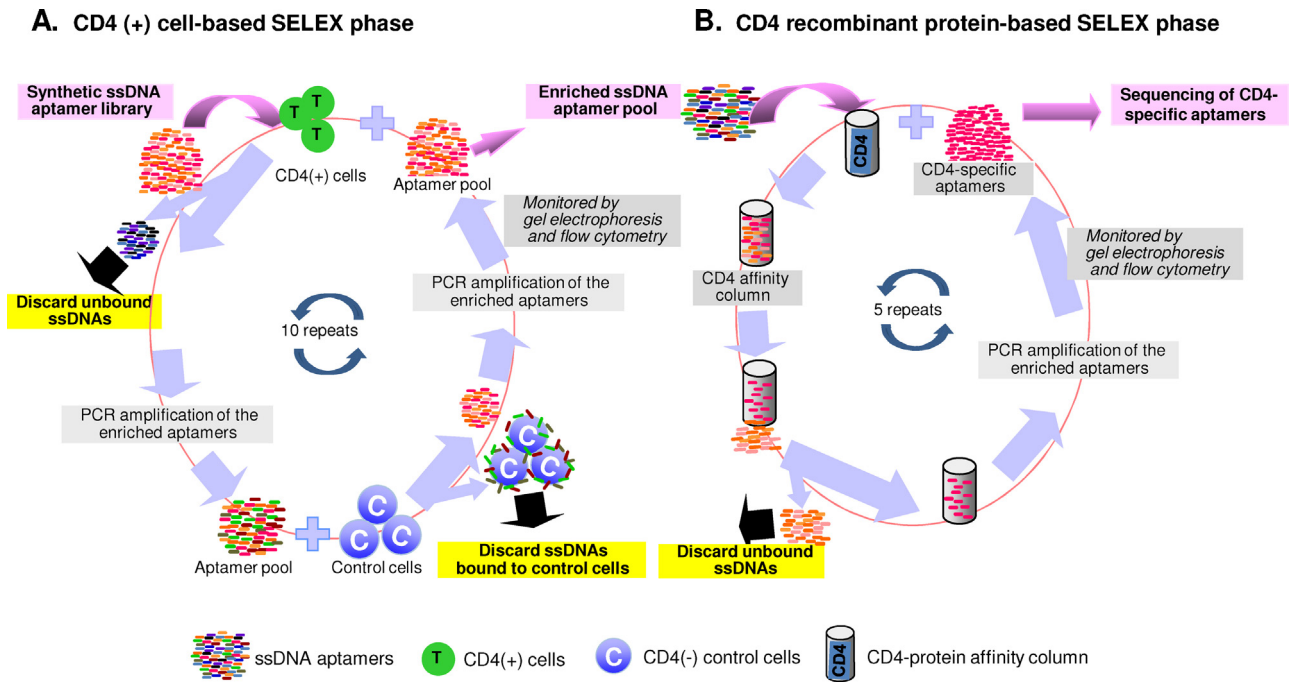 A. CD4 (+) cell-based SELEX phase
Synthetic ssDNA
aptamer library
T
T
T
CD4(+) cells
Aptamer pool
Enriched ssDNA
aptamer pool
Monitored by
gel electrophoresis
and flow cytometry
Discard unbound
ssDNAs
10 repeats
PCR amplification of the
enriched aptamers
PCR amplification of the
enriched aptamers
C
C
C
Aptamer pool
C
C
C
Control cells
Discard ssDNAs
bound to control cells
B. CD4 recombinant protein-based SELEX phase
CD4
CD4-specific
aptamers
Sequencing of CD4-
specific aptamers
CD4 affinity
column
Monitored by
gel electrophoresis
and flow cytometry
5 repeats
PCR amplification of the
enriched aptamers
Discard unbound
ssDNAs
ssDNA aptamers
T
CD4(+) cells
C
CD4(-) control cells
CD4
CD4-protein affinity column